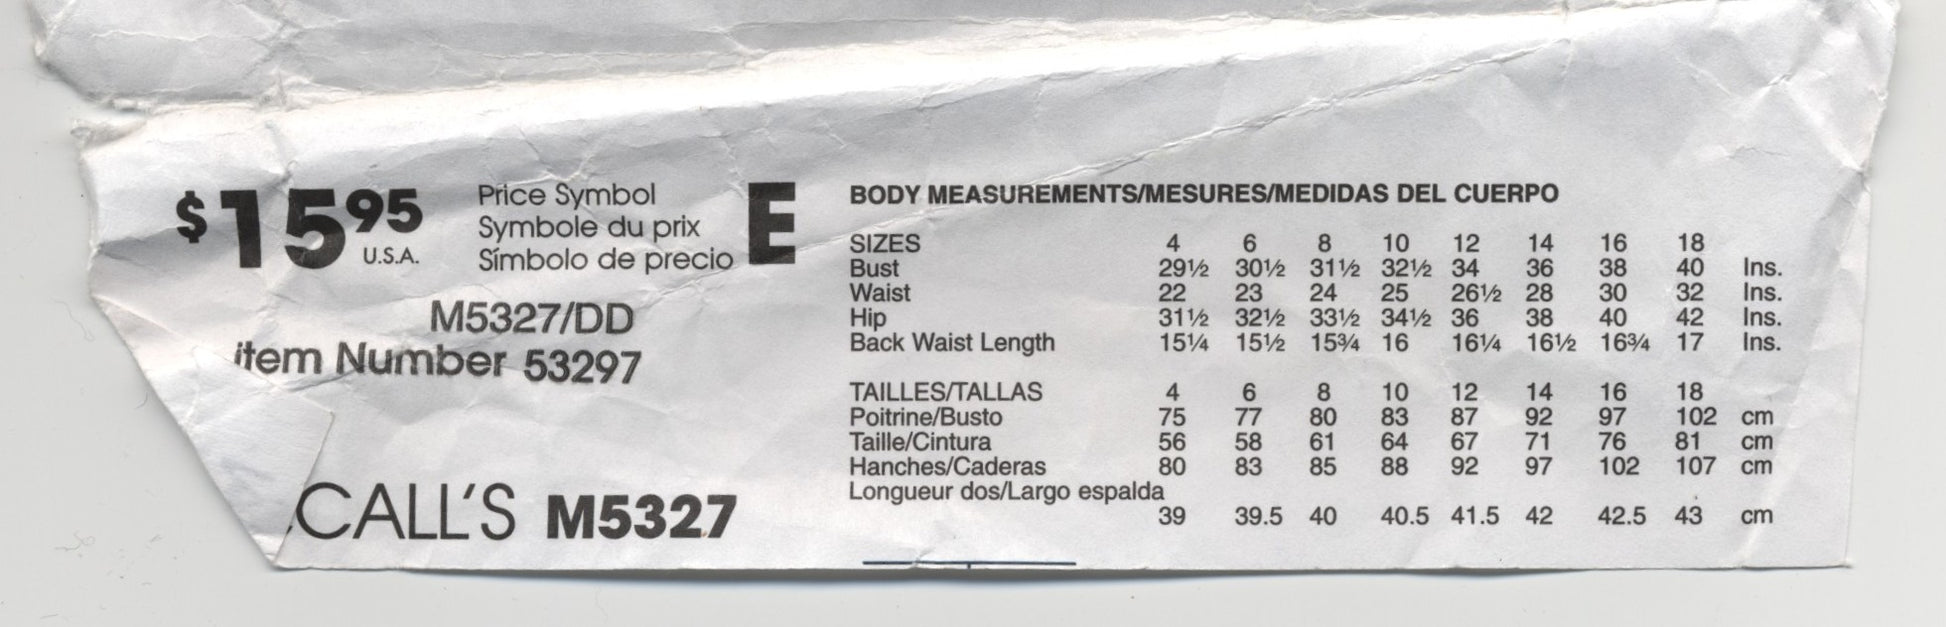 $15.95
U.S.A.
Price Symbol
Symbole du prix
Símbolo de precio
E
M5327/DD
item Number 53297
CALL'S M5327
BODY MEASUREMENTS/MESURES/MEDIDAS DEL CUERPO
SIZES 4 6 8 10 12 14 16 18
Bust 29½ 30½ 31½ 32½ 34 36 38 40 Ins.
Waist 22 23 24 25 26½ 28 30 32 Ins.
Hip 31½ 32½ 33½ 34½ 36 38 40 42 Ins.
Back Waist Length 15¼ 15½ 15¾ 16 16¼ 16½ 16¾ 17 Ins.
TAILLES/TALLAS 4 6 8 10 12 14 16 18
Poitrine/Busto 75 77 80 83 87 92 97 102 cm
Taille/Cintura 56 58 61 64 67 71 76 81 cm
Hanches/Caderas 80 83 85 88 92 97 102 107 cm
Longueur dos/Largo espalda
39 39.5 40 40.5 41.5 42 42.5 43 cm